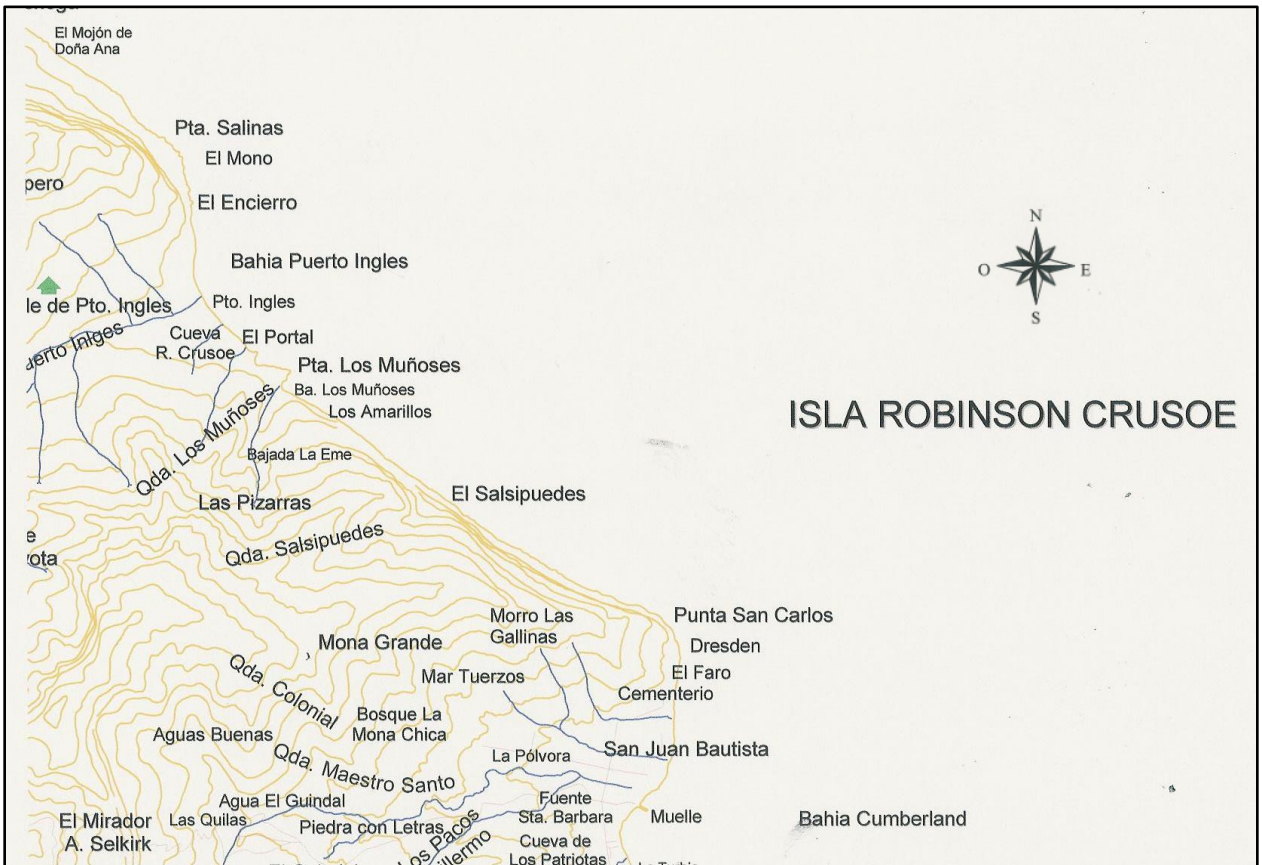 El Mojón de
Doña Ana
Pta. Salinas
El Mono
El Encierro
Bahia Puerto Ingles
N
O
E
S
le de Pto. Ingles
Pto. Ingles
Cueva
R. Crusoe
El Portal
uerto Inlges
Pta. Los Muñoses
Ba. Los Muñoses
Los Amarillos
ISLA ROBINSON CRUSOE
Qda. Los Muñoses
Bajada La Eme
Las Pizarras
El Salsipuedes
Qda. Salsipuedes
Morro Las
Gallinas
Punta San Carlos
Dresden
Mona Grande
El Faro
Mar Tuerzos
Cementerio
Qda. Colonial
Bosque La
Mona Chica
Aguas Buenas
San Juan Bautista
La Pólvora
Qda. Maestro Santo
Agua El Guindal
Fuente
Sta. Barbara
El Mirador
A. Selkirk
Las Quilas
Piedra con Letras
Muelle
Bahia Cumberland
Los Pacos
Cueva de
Los Patriotas